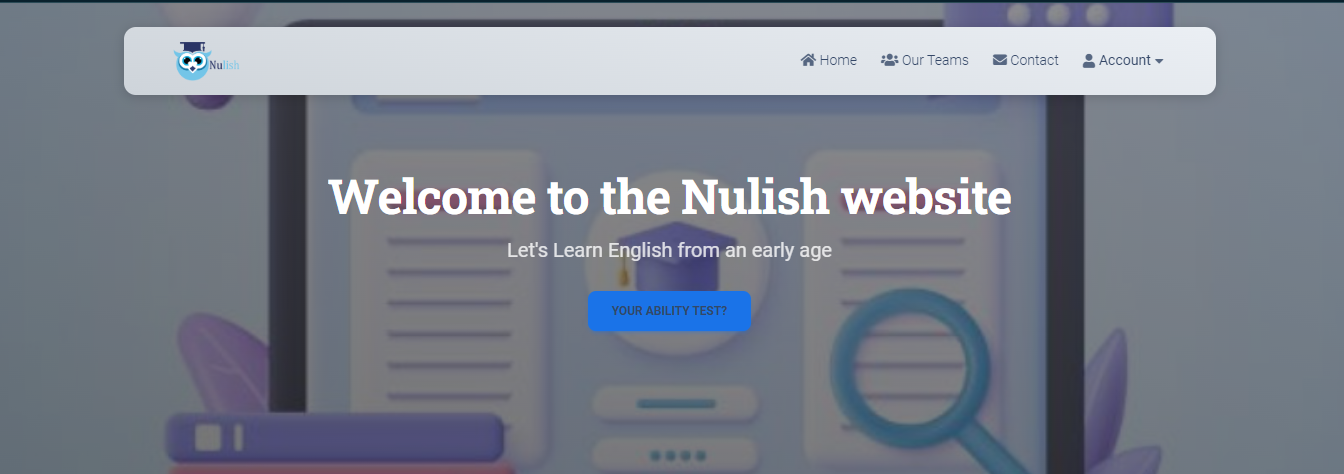 Nulish
Home
Our Teams
Contact
Account
Welcome to the Nulish website
Let's Learn English from an early age
YOUR ABILITY TEST?